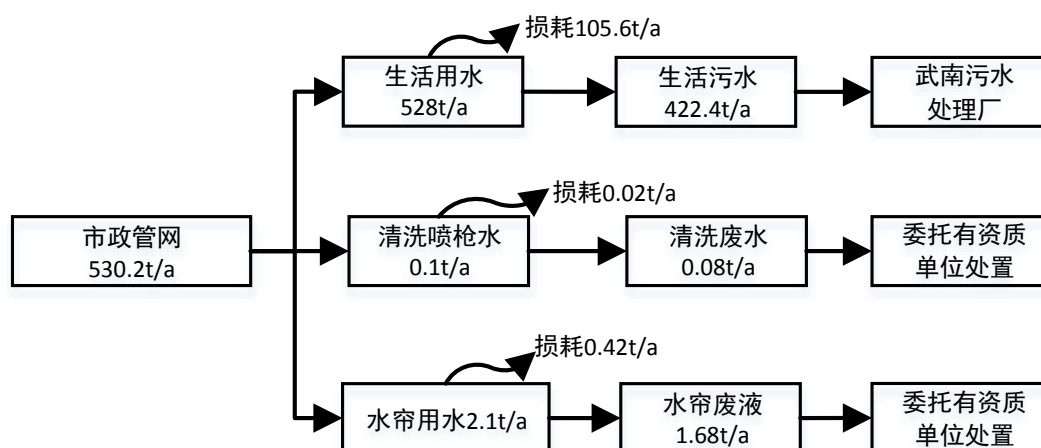 损耗105.6t/a
生活用水
528t/a
生活污水
422.4t/a
武南污水
处理厂
损耗0.02t/a
市政管网
530.2t/a
清洗喷枪水
0.1t/a
清洗废水
0.08t/a
委托有资质
单位处置
损耗0.42t/a
水帘用水2.1t/a
水帘废液
1.68t/a
委托有资质
单位处置